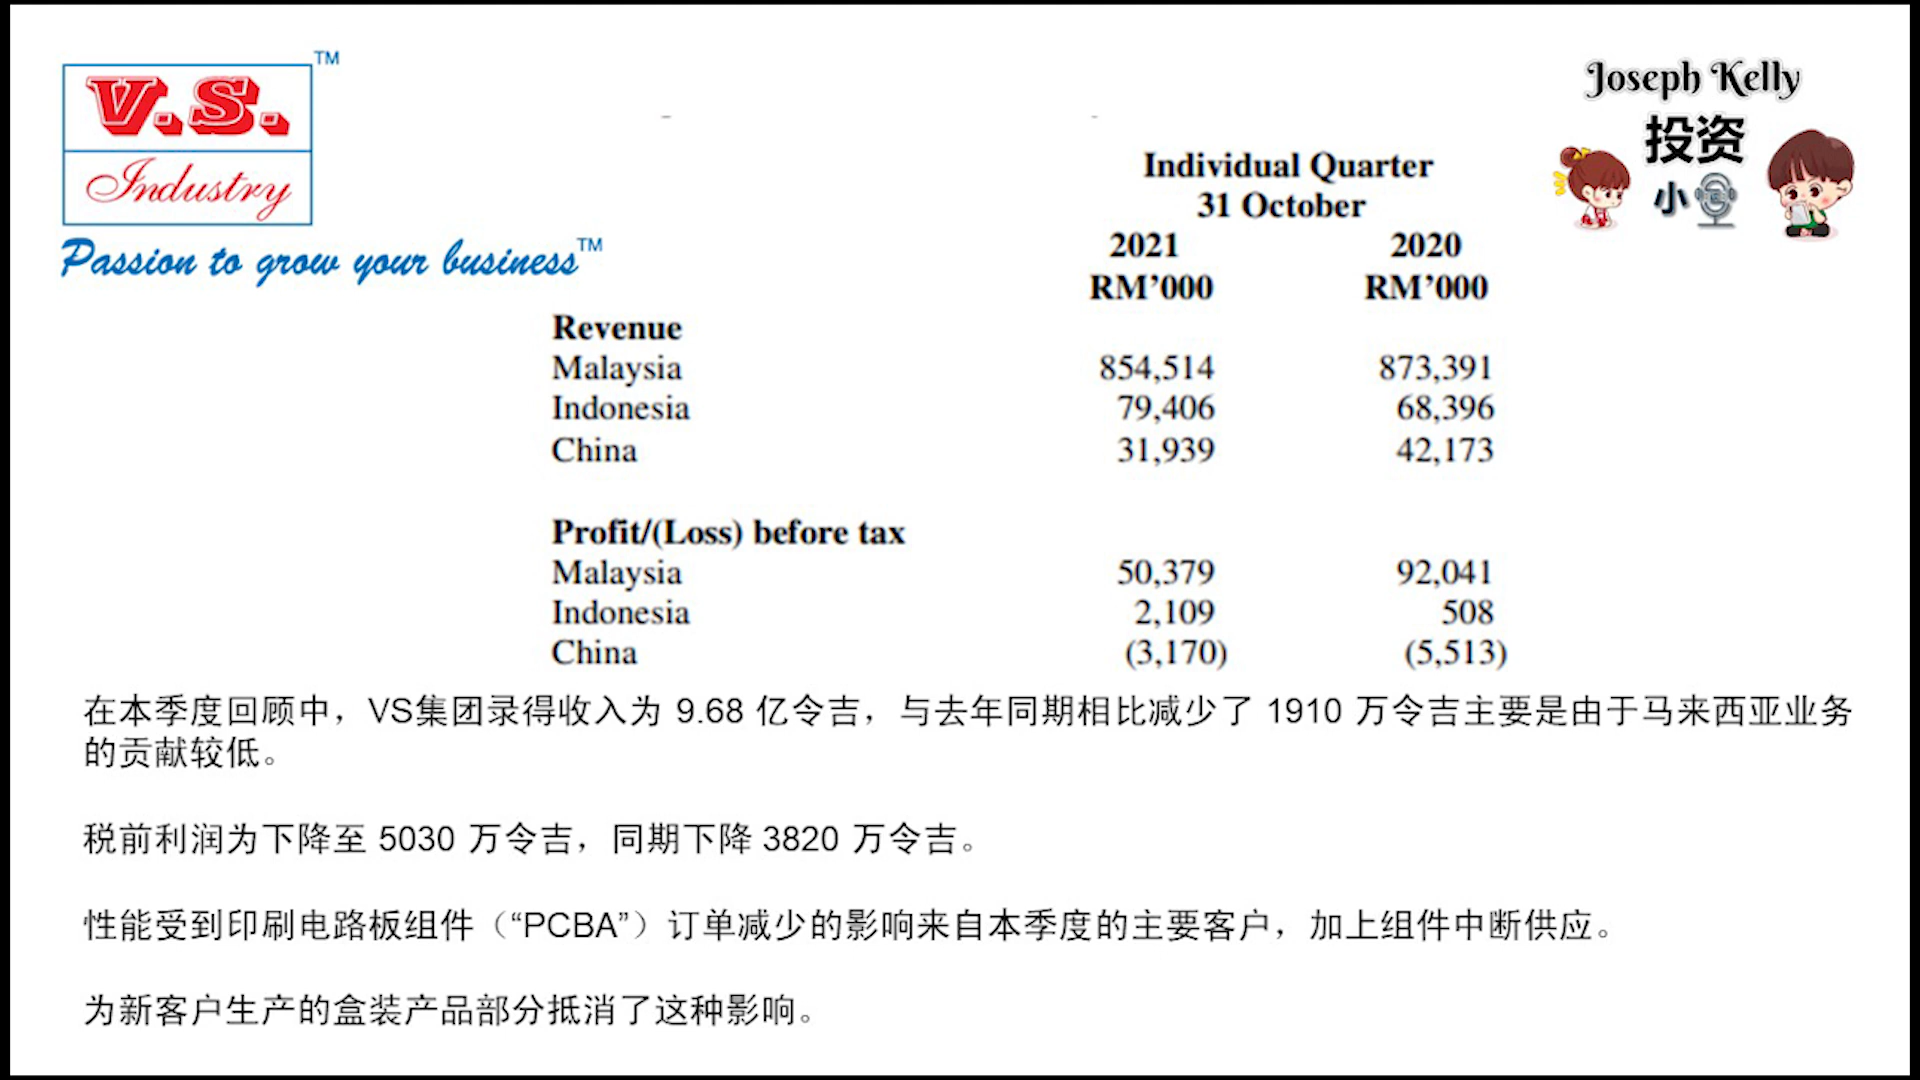 V.S.
TM
Industry
Passion to grow your business™
Joseph Kelly
投资
小
Individual Quarter
31 October
2021 2020
RM’000 RM’000
Revenue
Malaysia 854,514 873,391
Indonesia 79,406 68,396
China 31,939 42,173
Profit/(Loss) before tax
Malaysia 50,379 92,041
Indonesia 2,109 508
China (3,170) (5,513)
在本季度回顾中，VS集团录得收入为 9.68 亿令吉，与去年同期相比减少了 1910 万令吉主要是由于马来西亚业务
的贡献较低。
税前利润为下降至 5030 万令吉，同期下降 3820 万令吉。
性能受到印刷电路板组件（“PCBA”）订单减少的影响来自本季度的主要客户，加上组件中断供应。
为新客户生产的盒装产品部分抵消了这种影响。